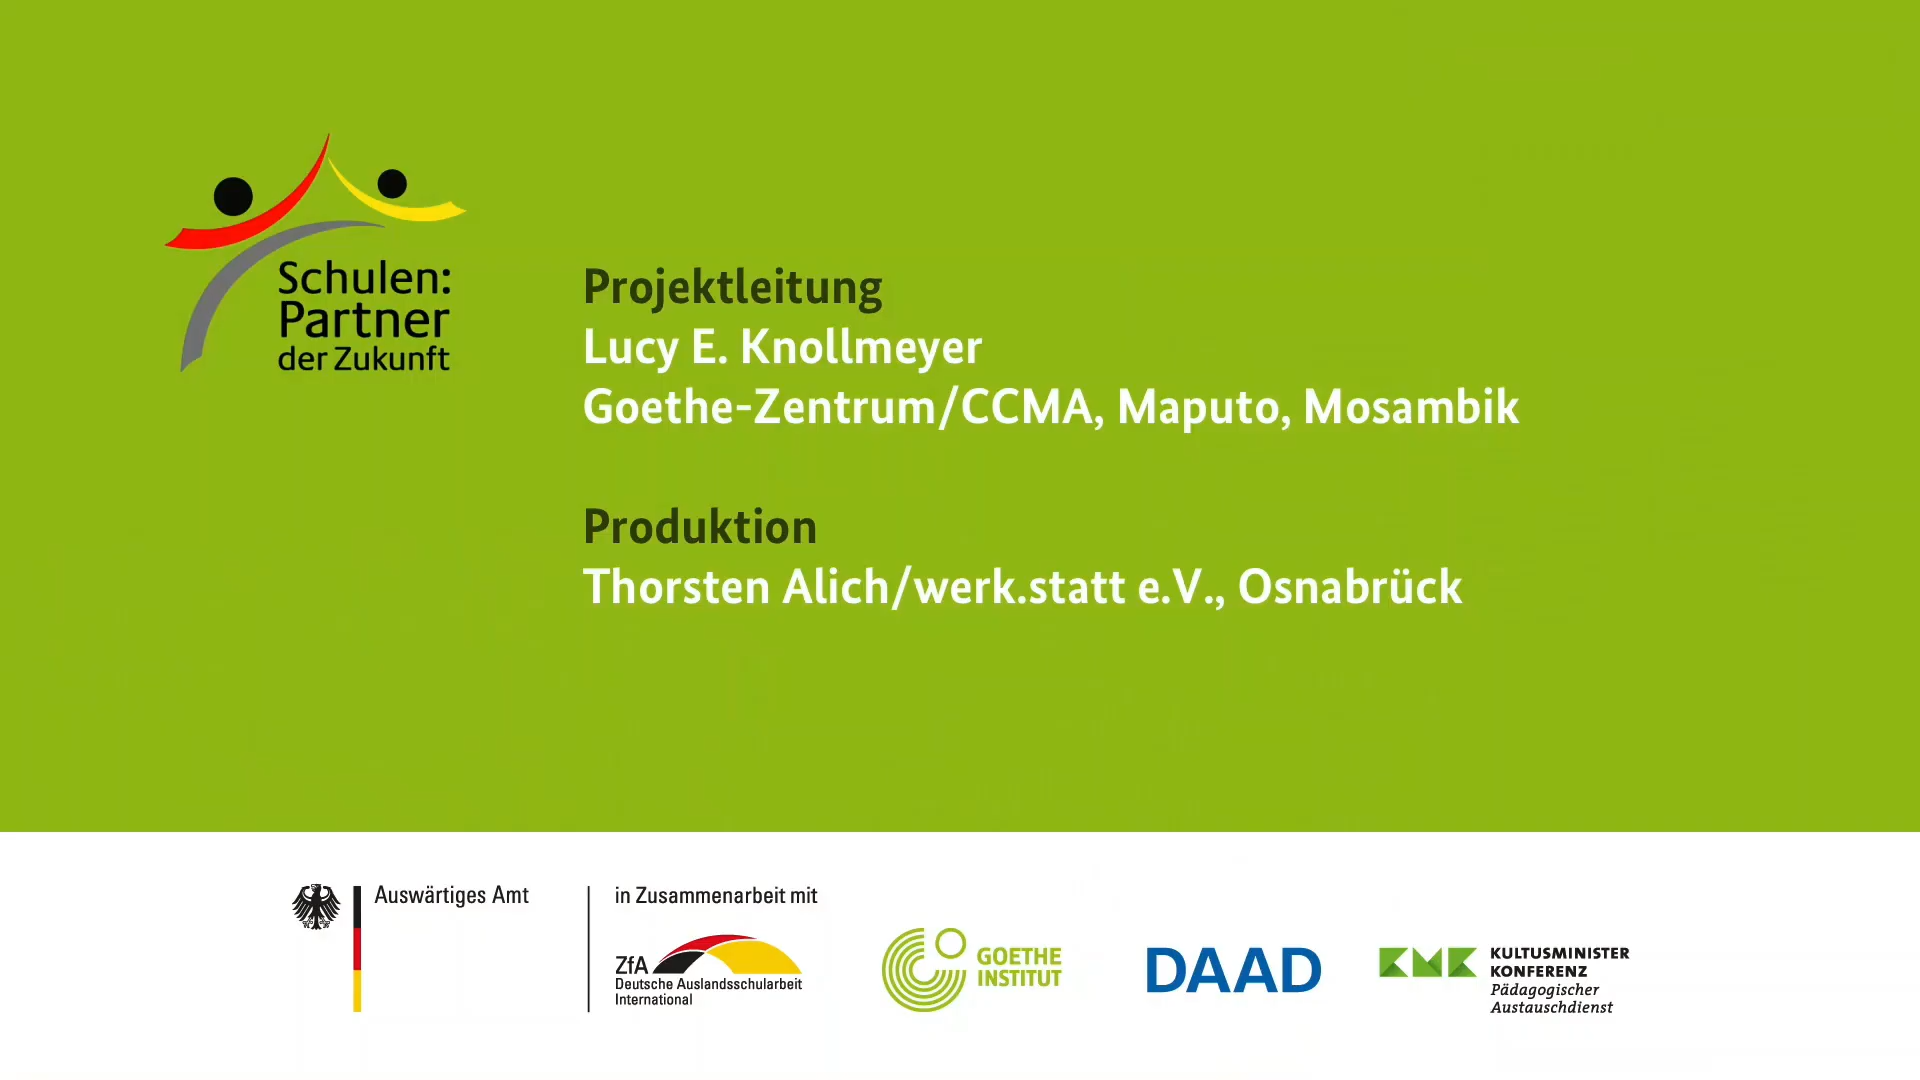 Schulen:
Partner
der Zukunft
Projektleitung
Lucy E. Knollmeyer
Goethe-Zentrum/CCMA, Maputo, Mosambik
Produktion
Thorsten Alich/werk.statt e.V., Osnabrück
Auswärtiges Amt
in Zusammenarbeit mit
ZfA
Deutsche Auslandsschularbeit
International
GOETHE
INSTITUT
DAAD
KMK
KULTUSMINISTER
KONFERENZ
Pädagogischer
Austauschdienst